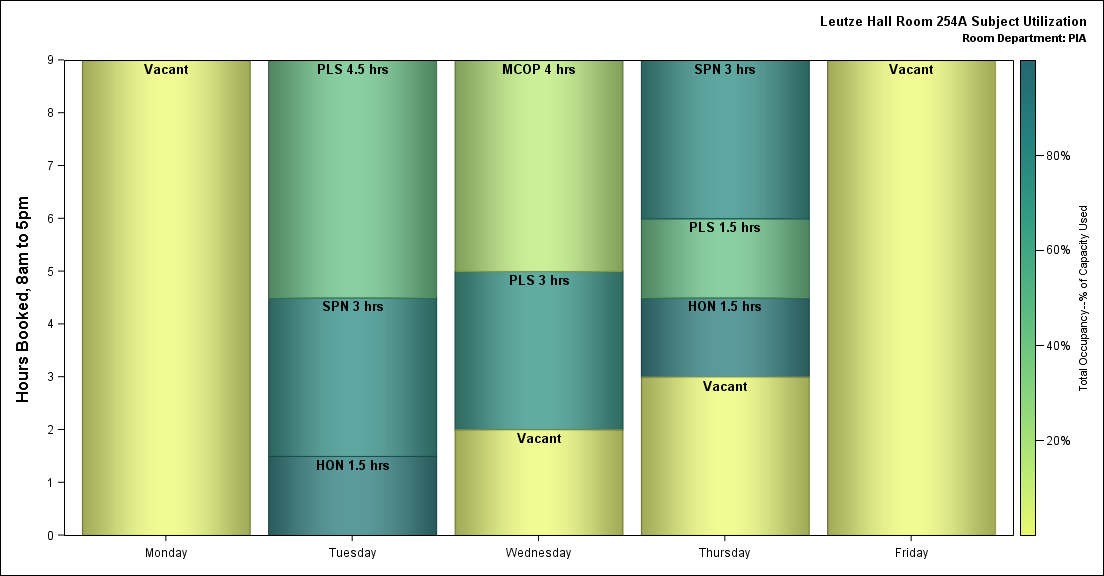 Leutze Hall Room 254A Subject Utilization
Room Department: PIA
Hours Booked, 8am to 5pm
9
8
7
6
5
4
3
2
1
0
Vacant
PLS 4.5 hrs
SPN 3 hrs
HON 1.5 hrs
MCOP 4 hrs
PLS 3 hrs
Vacant
SPN 3 hrs
PLS 1.5 hrs
HON 1.5 hrs
Vacant
Vacant
Monday
Tuesday
Wednesday
Thursday
Friday
80%
60%
40%
20%
Total Occupancy--% of Capacity Used